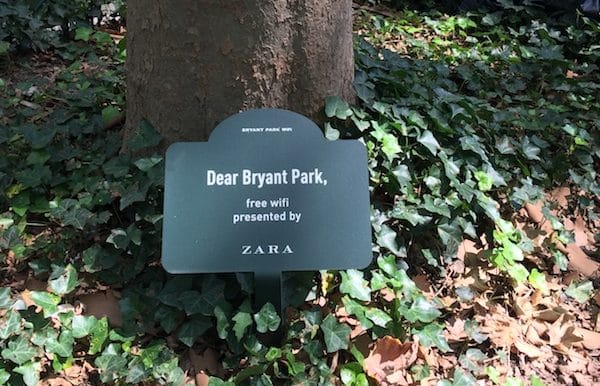 BRYANT PARK WIFI
Dear Bryant Park,
free wifi
presented by
ZARA